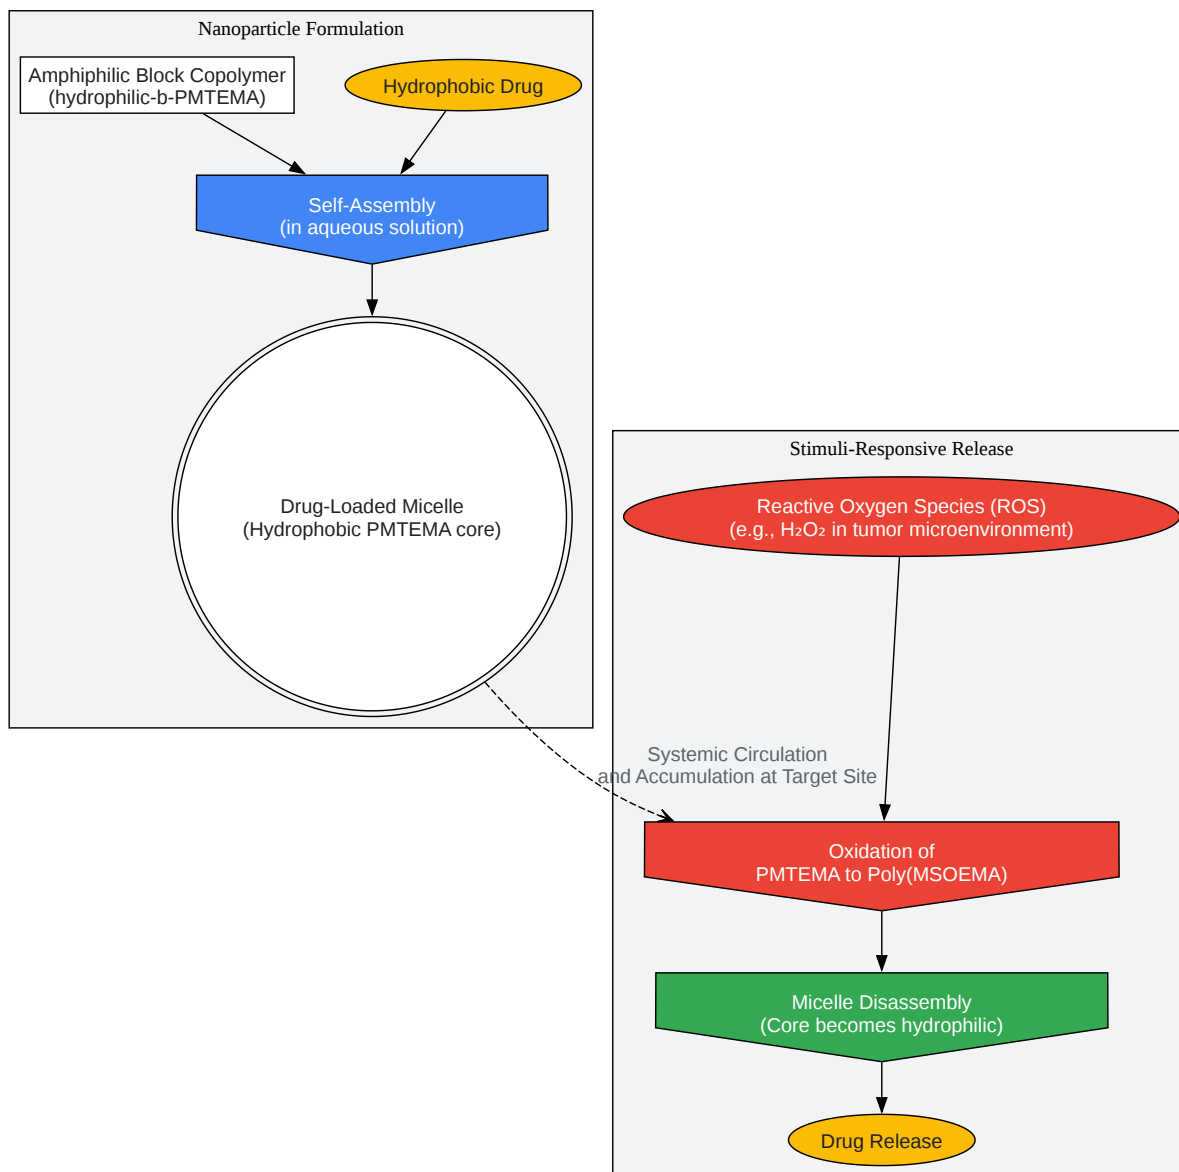 Nanoparticle Formulation
Amphiphilic Block Copolymer
(hydrophilic-b-PMTEMA)
Hydrophobic Drug
Self-Assembly
(in aqueous solution)
Drug-Loaded Micelle
(Hydrophobic PMTEMA core)
Stimuli-Responsive Release
Reactive Oxygen Species (ROS)
(e.g., H₂O₂ in tumor microenvironment)
Systemic Circulation
and Accumulation at Target Site
Oxidation of
PMTEMA to Poly(MSOEMA)
Micelle Disassembly
(Core becomes hydrophilic)
Drug Release